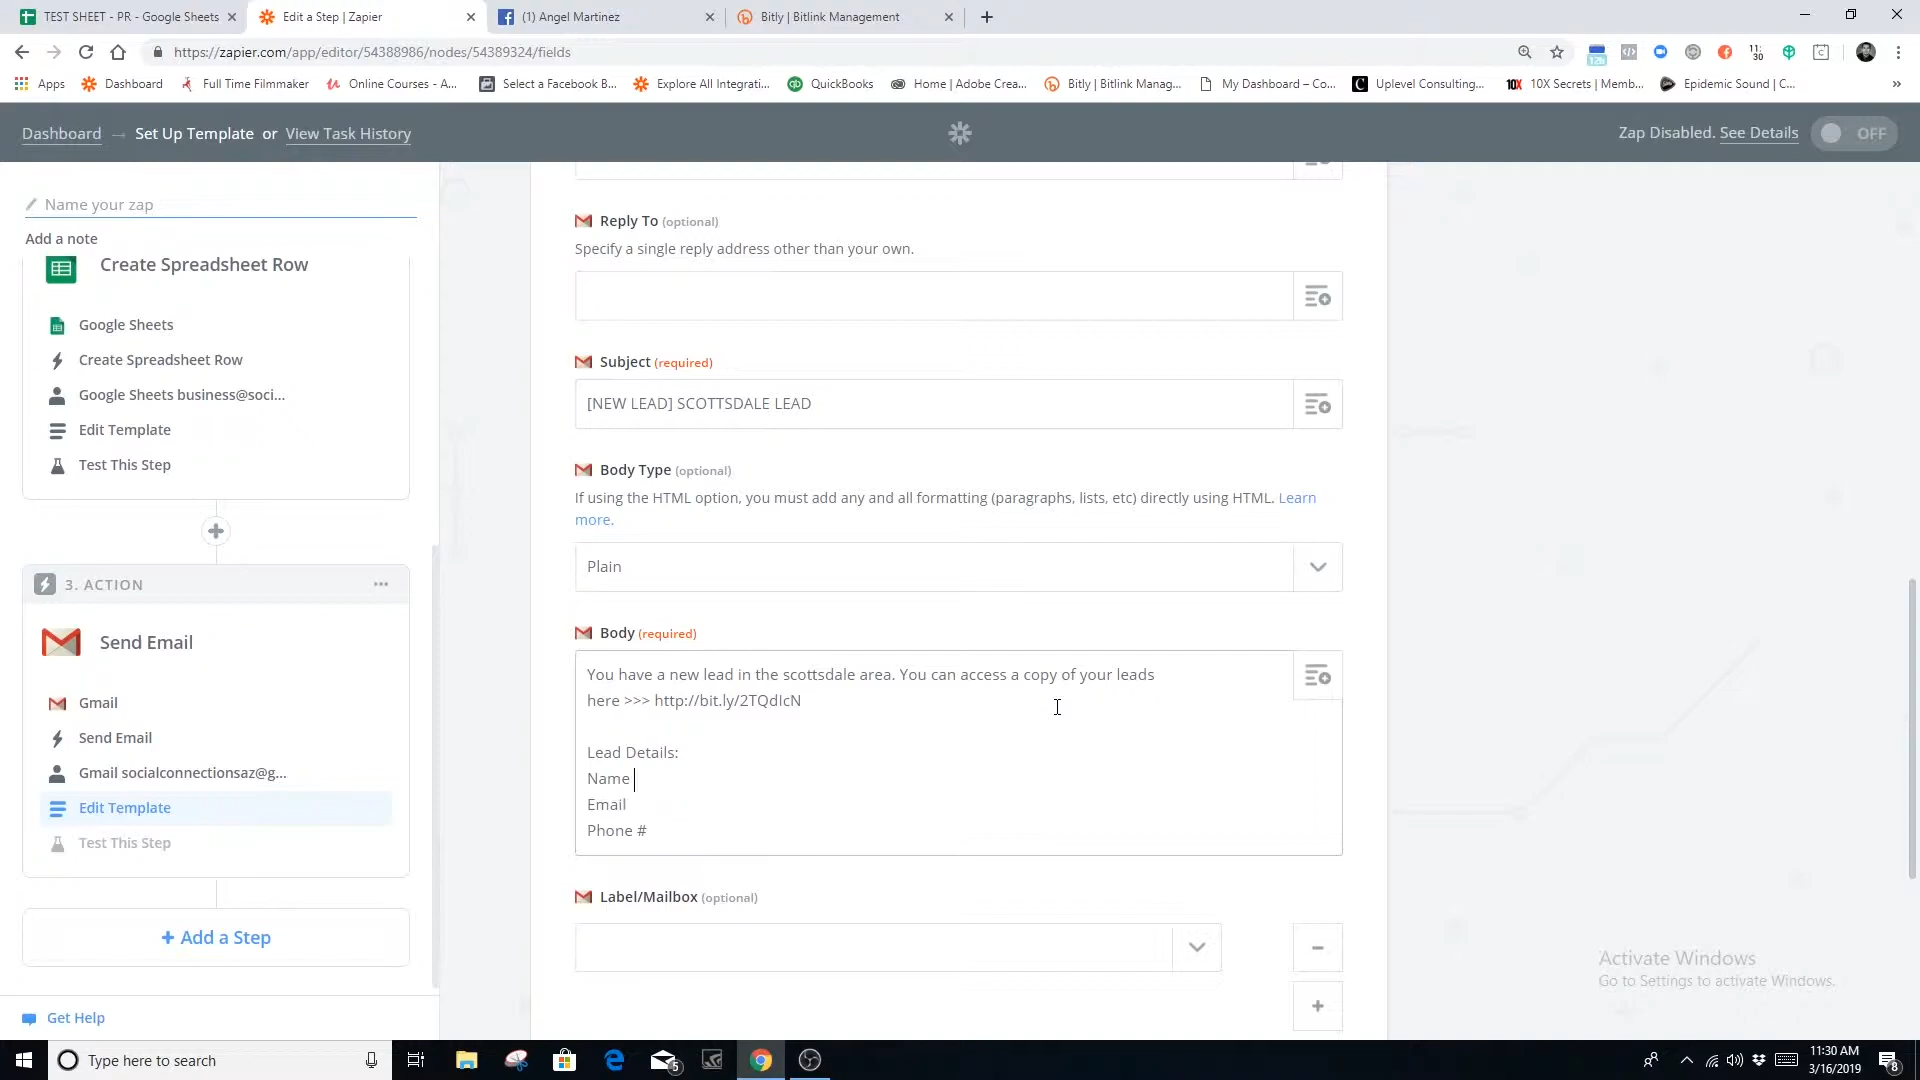 TEST SHEET - PR - Google Sheets
Edit a Step | Zapier
(1) Angel Martinez
Bitly | Bitlink Management
https://zapier.com/app/editor/54388986/nodes/54389324/fields
12h
11:
30
Apps
Dashboard
Full Time Filmmaker
Online Courses - A...
Select a Facebook B...
Explore All Integrati...
QuickBooks
Home | Adobe Crea...
Bitly | Bitlink Manag...
My Dashboard – Co...
Uplevel Consulting...
10X Secrets | Memb...
Epidemic Sound | C...
Dashboard → Set Up Template or View Task History
Zap Disabled. See Details
OFF
Name your zap
Add a note
Create Spreadsheet Row
Google Sheets
Create Spreadsheet Row
Google Sheets business@soci...
Edit Template
Test This Step
3. ACTION
Send Email
Gmail
Send Email
Gmail socialconnectionsaz@g...
Edit Template
Test This Step
+ Add a Step
Get Help
Reply To (optional)
Specify a single reply address other than your own.
Subject (required)
[NEW LEAD] SCOTTSDALE LEAD
Body Type (optional)
If using the HTML option, you must add any and all formatting (paragraphs, lists, etc) directly using HTML. Learn
more.
Plain
Body (required)
You have a new lead in the scottsdale area. You can access a copy of your leads
here >>> http://bit.ly/2TQdIcN
Lead Details:
Name
Email
Phone #
Label/Mailbox (optional)
Activate Windows
Go to Settings to activate Windows.
Type here to search
5
11:30 AM
3/16/2019
8